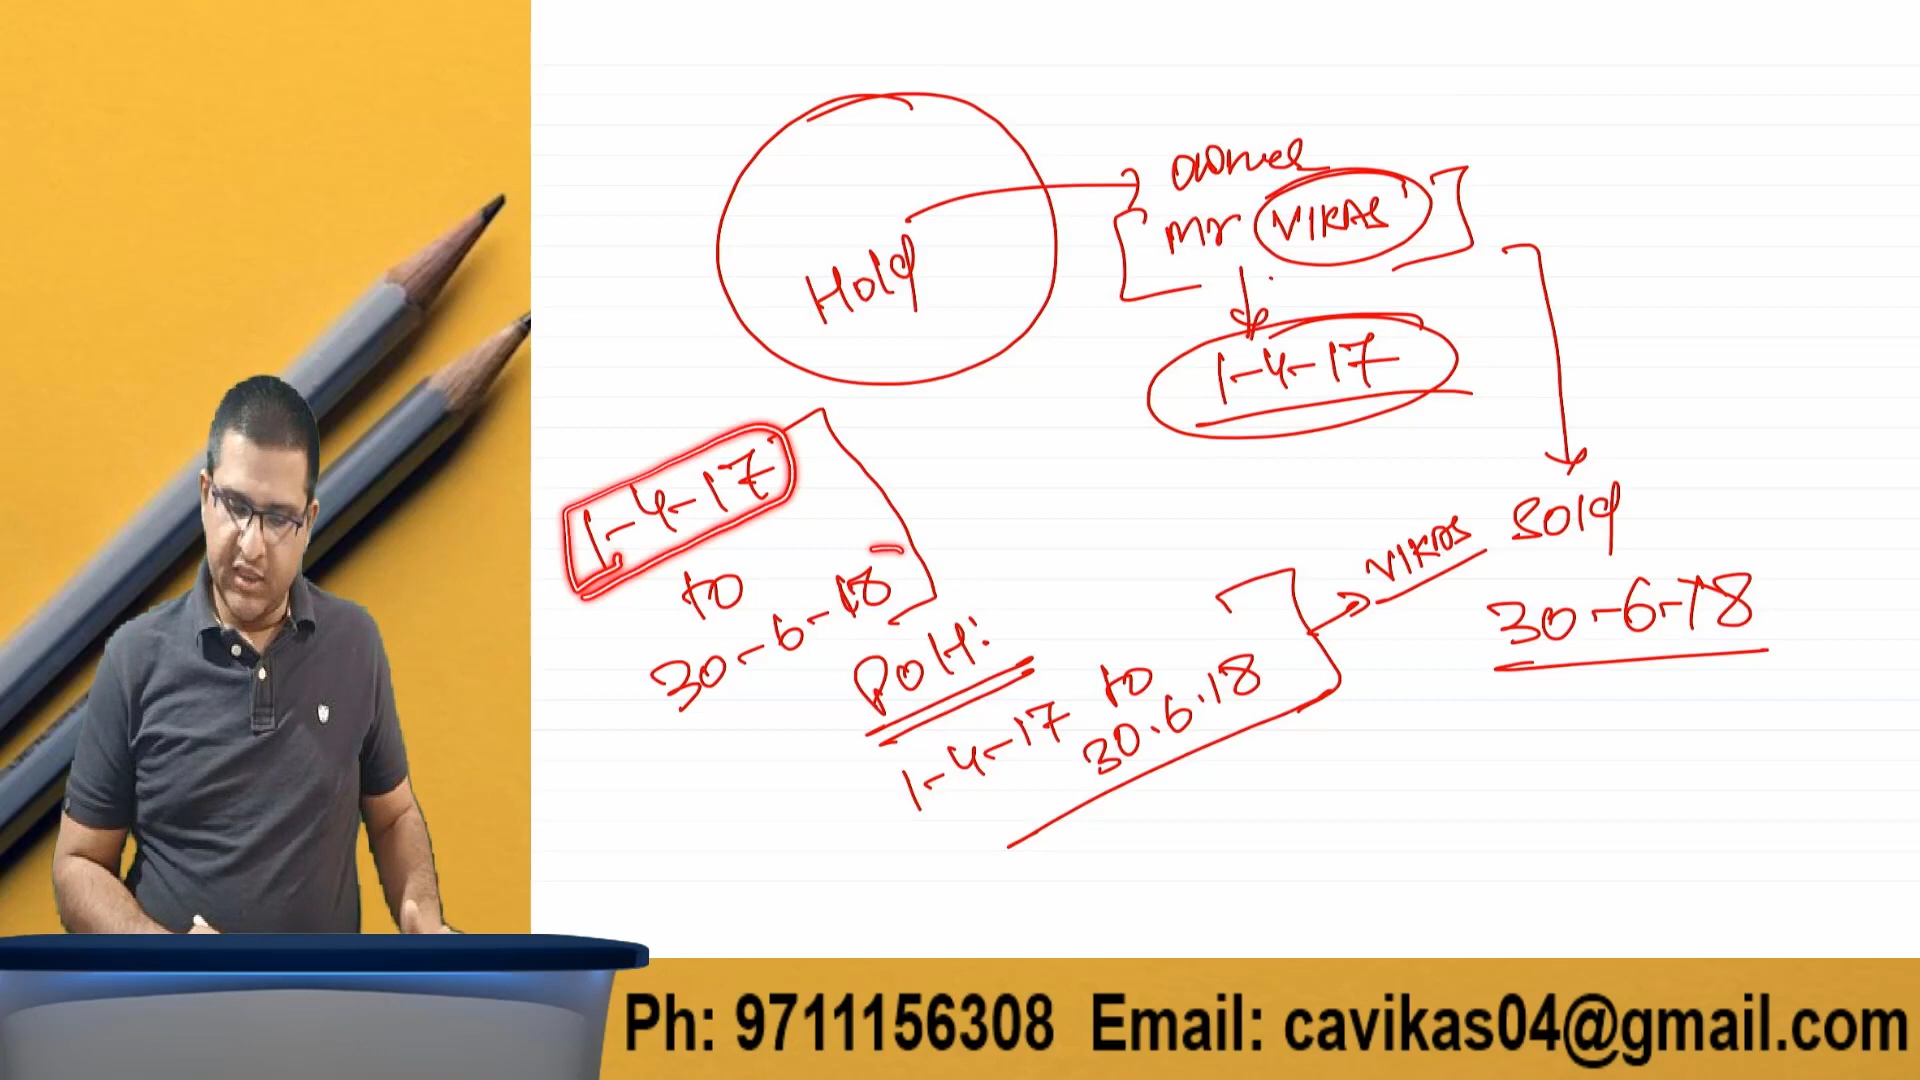 owner
Mr VIKAS
Hold
1-4-17
1-4-17
to
30-6-18
POH:
1-4-17 to
30.6.18
VIKAS
Sold
30-6-18
Ph: 9711156308 Email: cavikas04@gmail.com